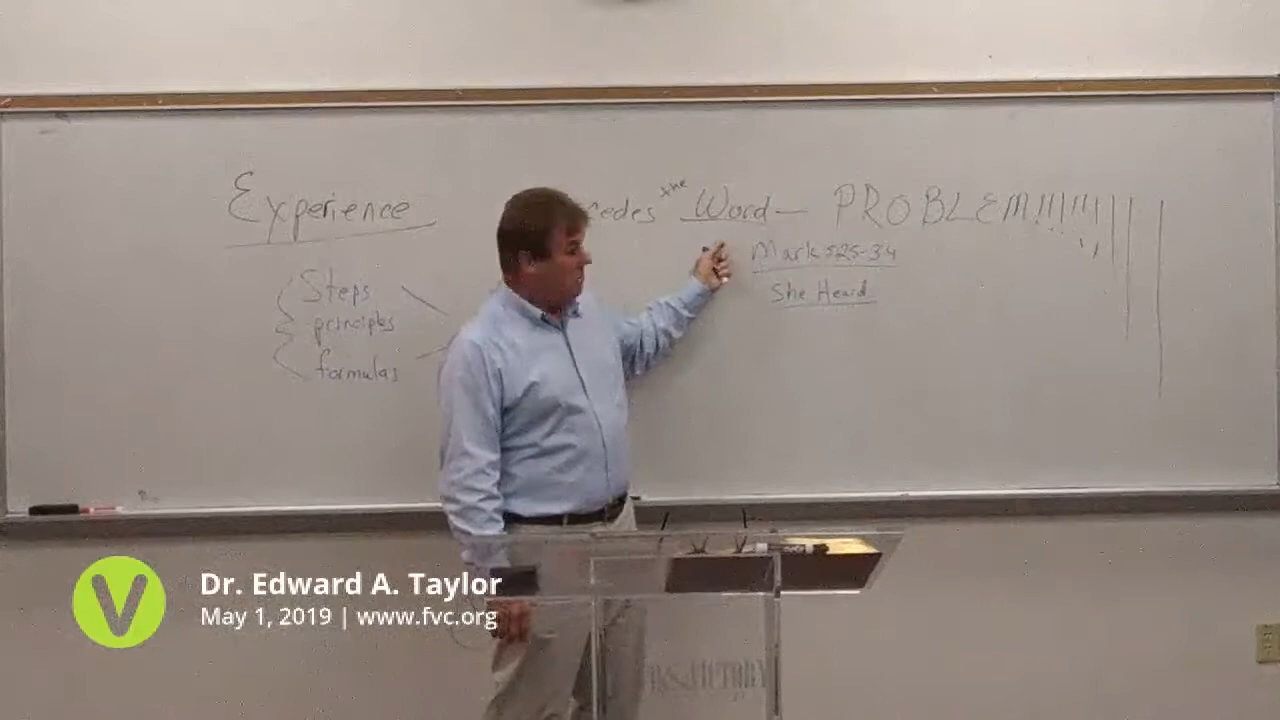 Experience
the
Word — PROBLEM!!!!!!!!
Mark 5:25-34
She Heard
Steps
principles
formulas
V
Dr. Edward A. Taylor
May 1, 2019 | www.fvc.org
VICTORY